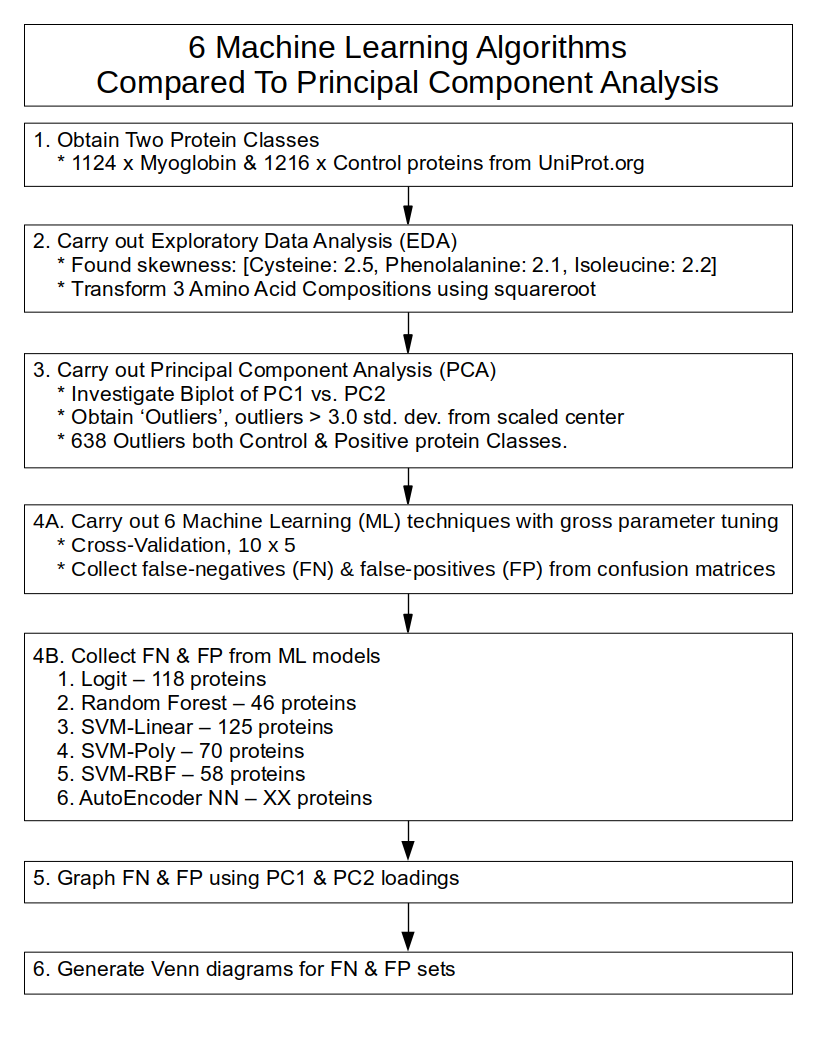 6 Machine Learning Algorithms
Compared To Principal Component Analysis
1. Obtain Two Protein Classes
* 1124 x Myoglobin & 1216 x Control proteins from UniProt.org
2. Carry out Exploratory Data Analysis (EDA)
* Found skewness: [Cysteine: 2.5, Phenolalanine: 2.1, Isoleucine: 2.2]
* Transform 3 Amino Acid Compositions using squareroot
3. Carry out Principal Component Analysis (PCA)
* Investigate Biplot of PC1 vs. PC2
* Obtain ‘Outliers’, outliers > 3.0 std. dev. from scaled center
* 638 Outliers both Control & Positive protein Classes.
4A. Carry out 6 Machine Learning (ML) techniques with gross parameter tuning
* Cross-Validation, 10 x 5
* Collect false-negatives (FN) & false-positives (FP) from confusion matrices
4B. Collect FN & FP from ML models
1. Logit – 118 proteins
2. Random Forest – 46 proteins
3. SVM-Linear – 125 proteins
4. SVM-Poly – 70 proteins
5. SVM-RBF – 58 proteins
6. AutoEncoder NN – XX proteins
5. Graph FN & FP using PC1 & PC2 loadings
6. Generate Venn diagrams for FN & FP sets